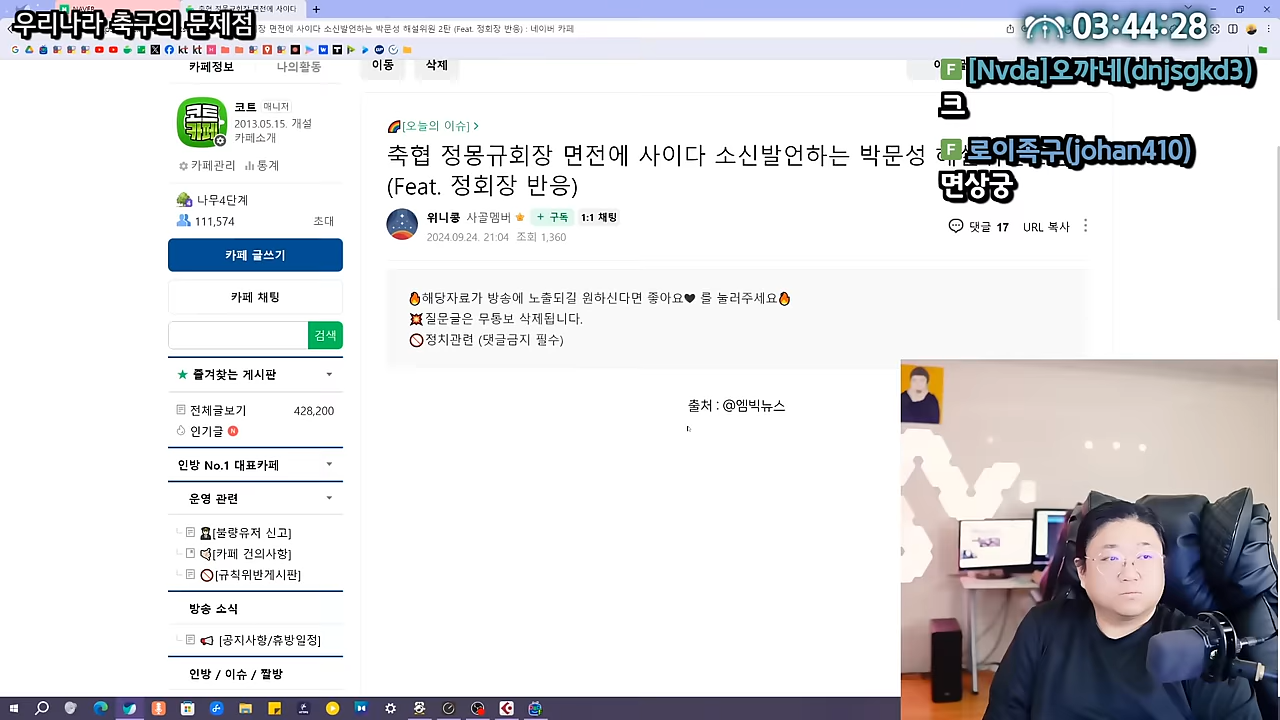 우리나라 축구의 문제점
03:44:28
카페정보
나의활동
이동
삭제
[Nvda]오까네(dnjsgkd3)
크
로이족구(johan410)
면상궁
코트 매니저
2013.05.15. 개설
카페소개
카페관리
통계
나무4단계
111,574
초대
카페 글쓰기
카페 채팅
검색
즐겨찾는 게시판
전체글보기
428,200
인기글
인방 No.1 대표카페
운영 관련
[불량유저 신고]
[카페 건의사항]
[규칙위반게시판]
방송 소식
[공지사항/휴방일정]
인방 / 이슈 / 짤방
[오늘의 이슈]
축협 정몽규회장 면전에 사이다 소신발언하는 박문성
(Feat. 정회장 반응)
위니콩 사골멤버 + 구독 1:1 채팅
2024.09.24. 21:04 조회 1,360
댓글 17 URL 복사
🔥해당자료가 방송에 노출되길 원하신다면 좋아요🖤 를 눌러주세요🔥
💥질문글은 무통보 삭제됩니다.
🚫정치관련 (댓글금지 필수)
출처 : @엠빅뉴스